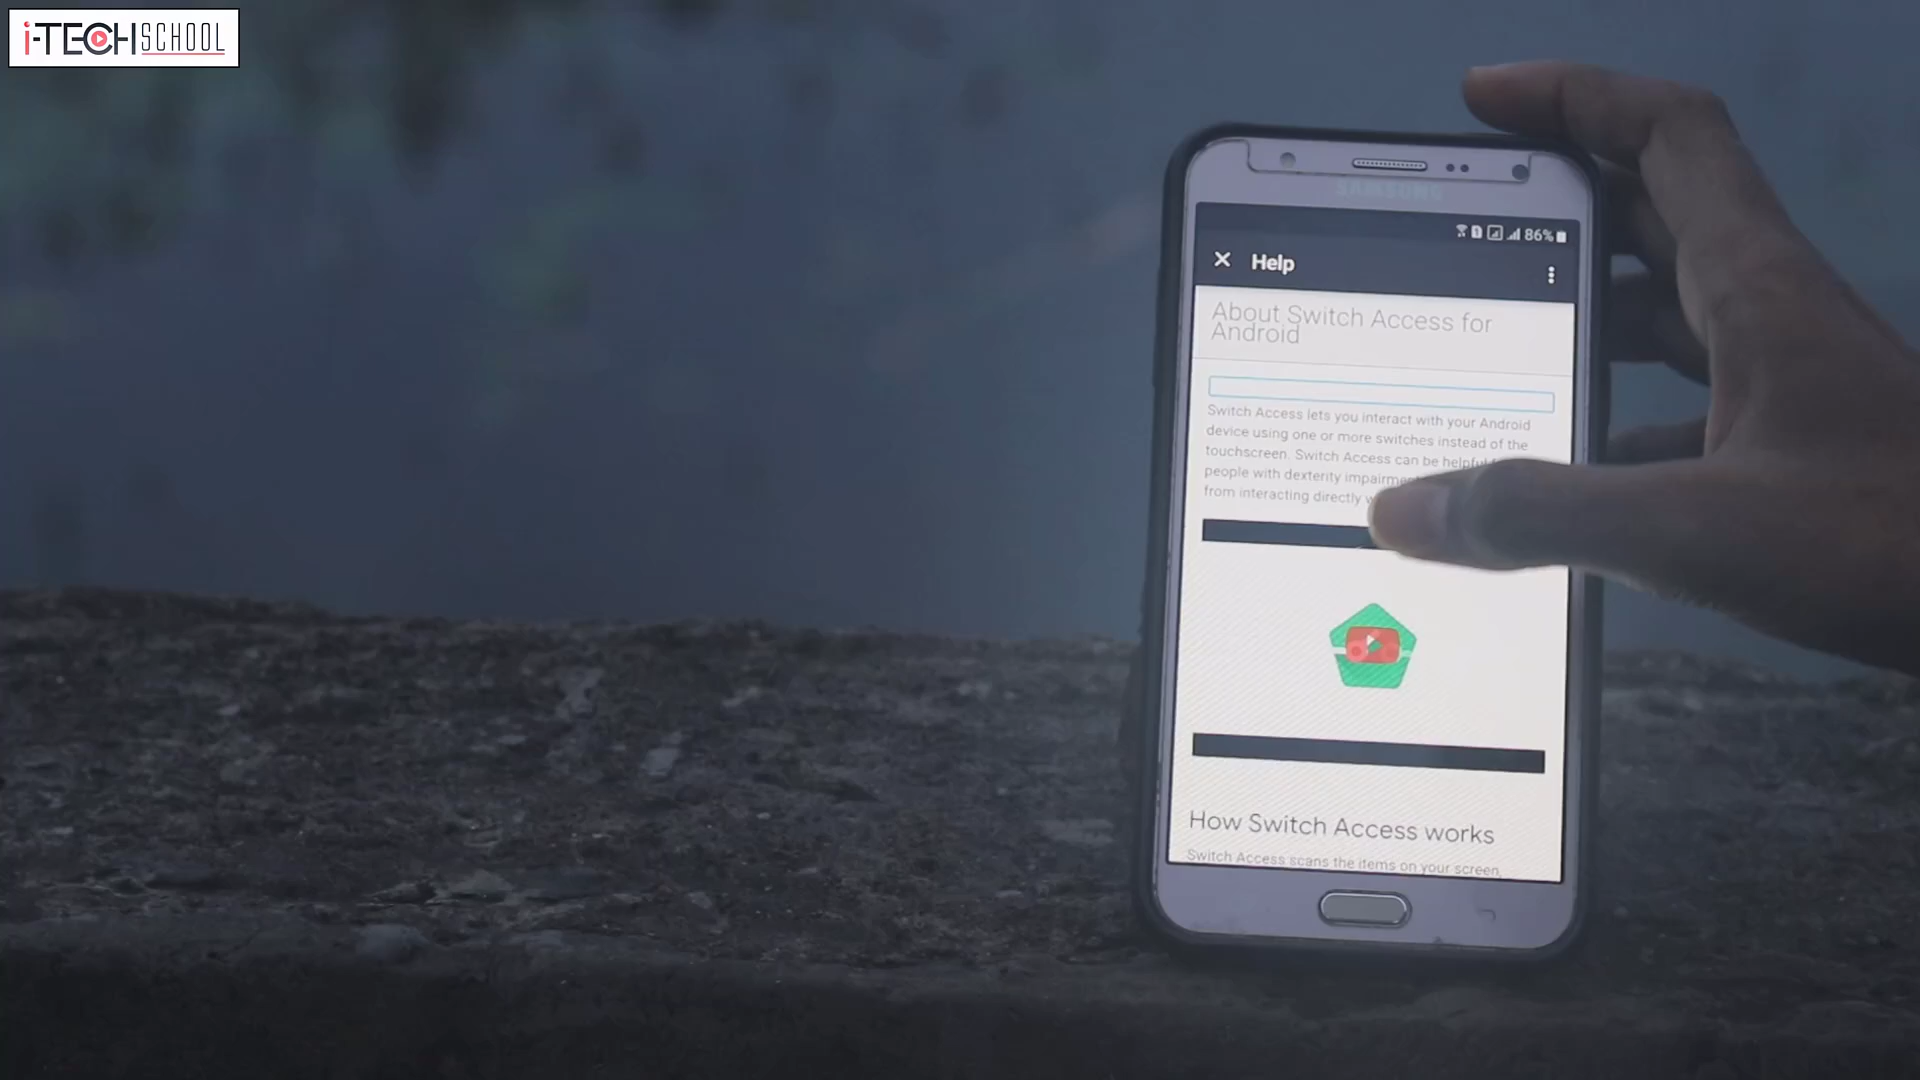 i-TECHSCHOOL
SAMSUNG
86%
Help
About Switch Access for
Android
Switch Access lets you interact with your Android
device using one or more switches instead of the
touchscreen. Switch Access can be helpful
people with dexterity
from interacting directly
How Switch Access works
Switch Access scans the items on your screen,